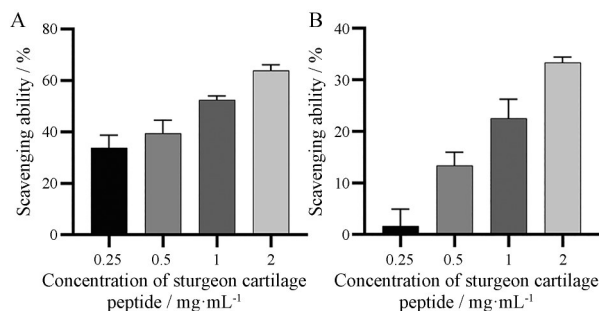 A
Scavenging ability / %
80
60
40
20
0
0.25 0.5 1 2
Concentration of sturgeon cartilage
peptide / mg·mL⁻¹
B
Scavenging ability / %
40
30
20
10
0
0.25 0.5 1 2
Concentration of sturgeon cartilage
peptide / mg·mL⁻¹